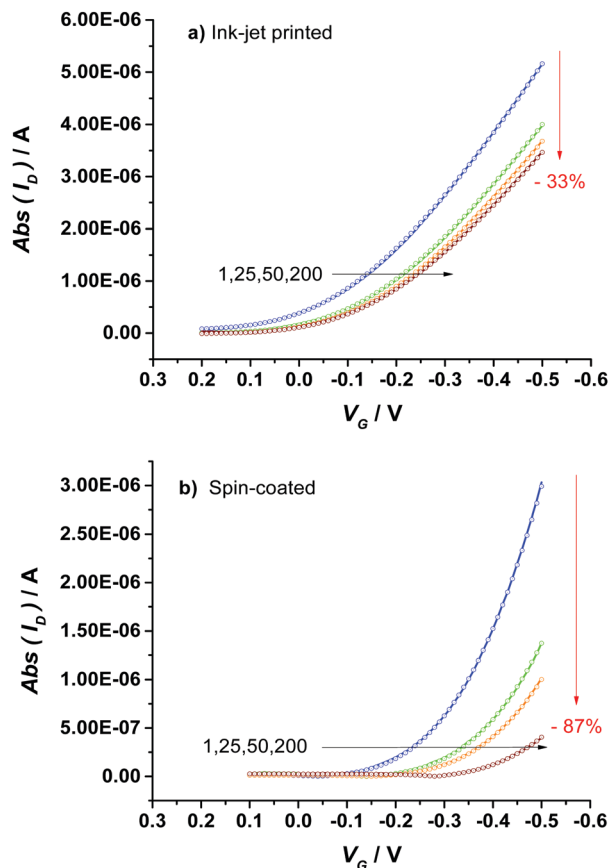 a) Ink-jet printed
6.00E-06
5.00E-06
4.00E-06
3.00E-06
2.00E-06
1.00E-06
0.00
Abs ( I_D ) / A
- 33%
1,25,50,200
0.3 0.2 0.1 0.0 -0.1 -0.2 -0.3 -0.4 -0.5 -0.6
V_G / V
b) Spin-coated
3.00E-06
2.50E-06
2.00E-06
1.50E-06
1.00E-06
5.00E-07
0.00
Abs ( I_D ) / A
- 87%
1,25,50,200
0.3 0.2 0.1 0.0 -0.1 -0.2 -0.3 -0.4 -0.5 -0.6
V_G / V